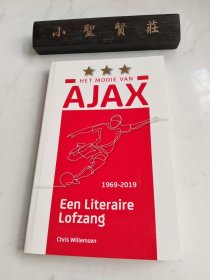 小聖賢莊
HET MOOIE VAN
AJAX
1969-2019
Een Literaire
Lofzang
Chris Willemsen